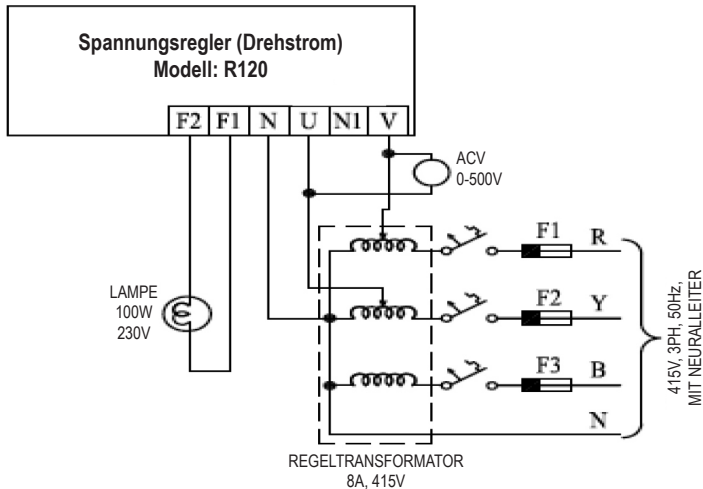 Spannungsregler (Drehstrom)
Modell: R120
F2 F1 N U N1 V
ACV
0-500V
F1 R
LAMPE
100W
230V
F2 Y
F3 B
N
415V, 3PH, 50Hz,
MIT NEURALLEITER
REGELTRANSFORMATOR
8A, 415V